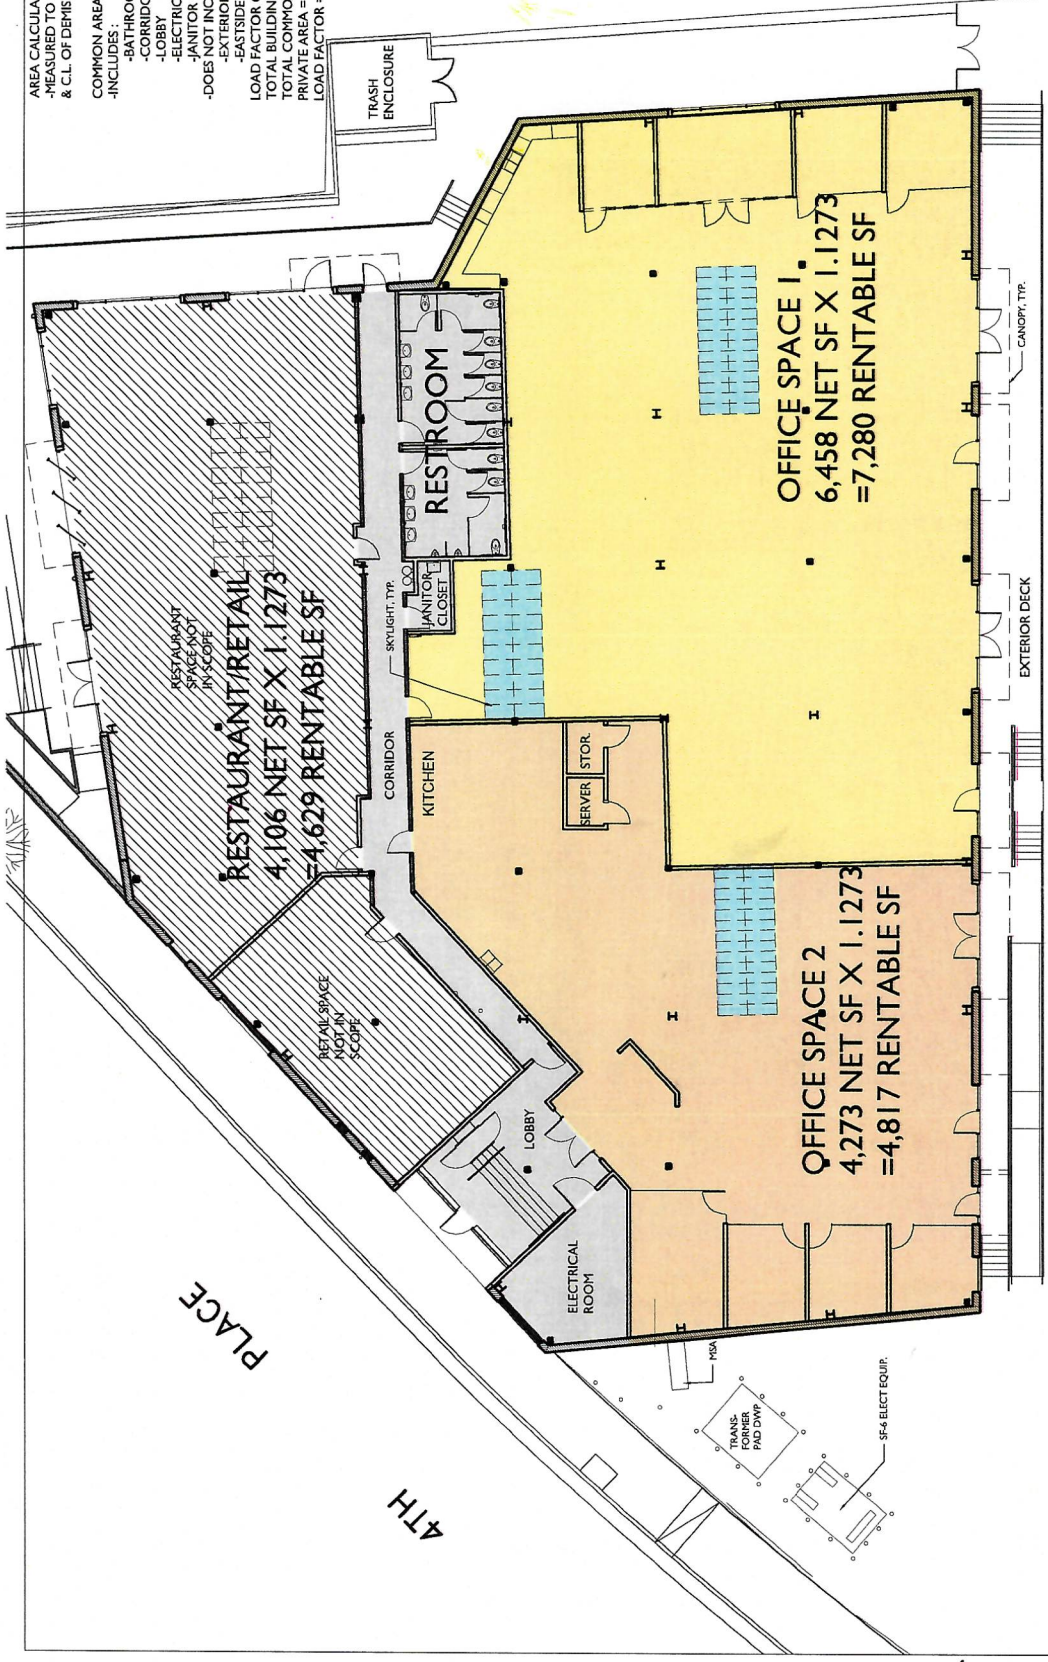 AREA CALCULA
-MEASURED TO
& C.L. OF DEMIS
COMMON AREA
-INCLUDES :
-BATHROO
-CORRIDO
-LOBBY
-ELECTRIC
-JANITOR
-DOES NOT INC
-EXTERIOR
-EASTSIDE
LOAD FACTOR
TOTAL BUILDIN
TOTAL COMMO
PRIVATE AREA =
LOAD FACTOR =
TRASH
ENCLOSURE
RESTAURANT
SPACE NOT
IN SCOPE
RESTAURANT/RETAIL
4,106 NET SF X 1.1273
=4,629 RENTABLE SF
RESTROOM
JANITOR
CLOSET
SKYLIGHT, TYP.
CORRIDOR
KITCHEN
SERVER
STOR.
OFFICE SPACE 1
6,458 NET SF X 1.1273
=7,280 RENTABLE SF
CANOPY, TYP.
EXTERIOR DECK
RETAIL SPACE
NOT IN
SCOPE
LOBBY
OFFICE SPACE 2
4,273 NET SF X 1.1273
=4,817 RENTABLE SF
ELECTRICAL
ROOM
4TH PLACE
MSA
TRANS-
FORMER
PAD DWP
SF-6 ELECT EQUIP.